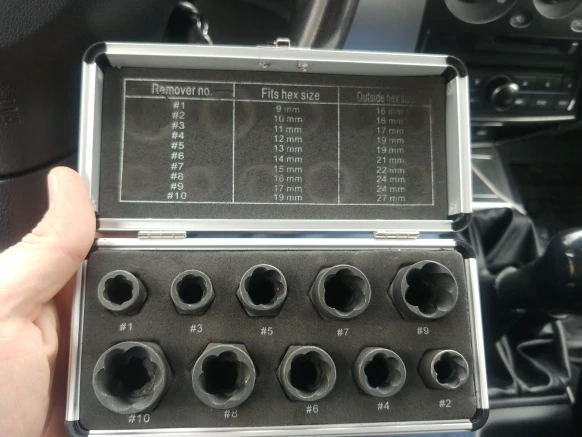 Remover no. Fits hex size Outside hex size
#1 9 mm 16 mm
#2 10 mm 16 mm
#3 11 mm 17 mm
#4 12 mm 19 mm
#5 13 mm 19 mm
#6 14 mm 21 mm
#7 15 mm 22 mm
#8 16 mm 24 mm
#9 17 mm 24 mm
#10 19 mm 27 mm
#1 #3 #5 #7 #9
#10 #8 #6 #4 #2